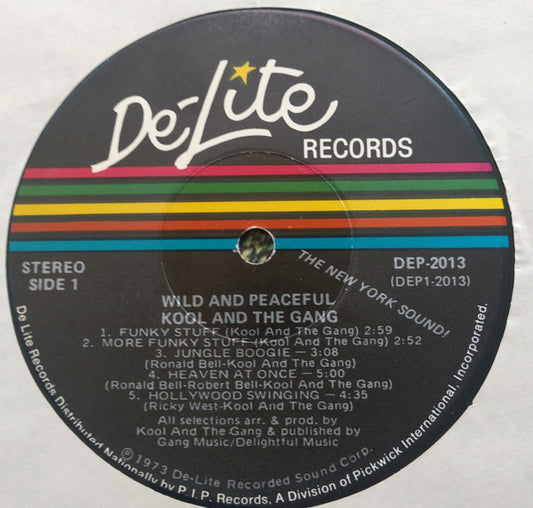 De-Lite
RECORDS
STEREO
SIDE 1
DEP-2013
(DEP1-2013)
THE NEW YORK SOUND!
WILD AND PEACEFUL
KOOL AND THE GANG
1. FUNKY STUFF (Kool And The Gang) 2:59
2. MORE FUNKY STUFF (Kool And The Gang) 2:52
3. JUNGLE BOOGIE – 3:08
(Ronald Bell-Kool And The Gang)
4. HEAVEN AT ONCE – 5:00
(Ronald Bell-Robert Bell-Kool And The Gang)
5. HOLLYWOOD SWINGING – 4:35
(Ricky West-Kool And The Gang)
All selections arr. & prod. by
Kool And The Gang & published by
Gang Music/Delightful Music
Ⓟ1973 De-Lite Recorded Sound Corp.
De Lite Records Distributed Nationally by P.I.P. Records, A Division of Pickwick International, Incorporated.